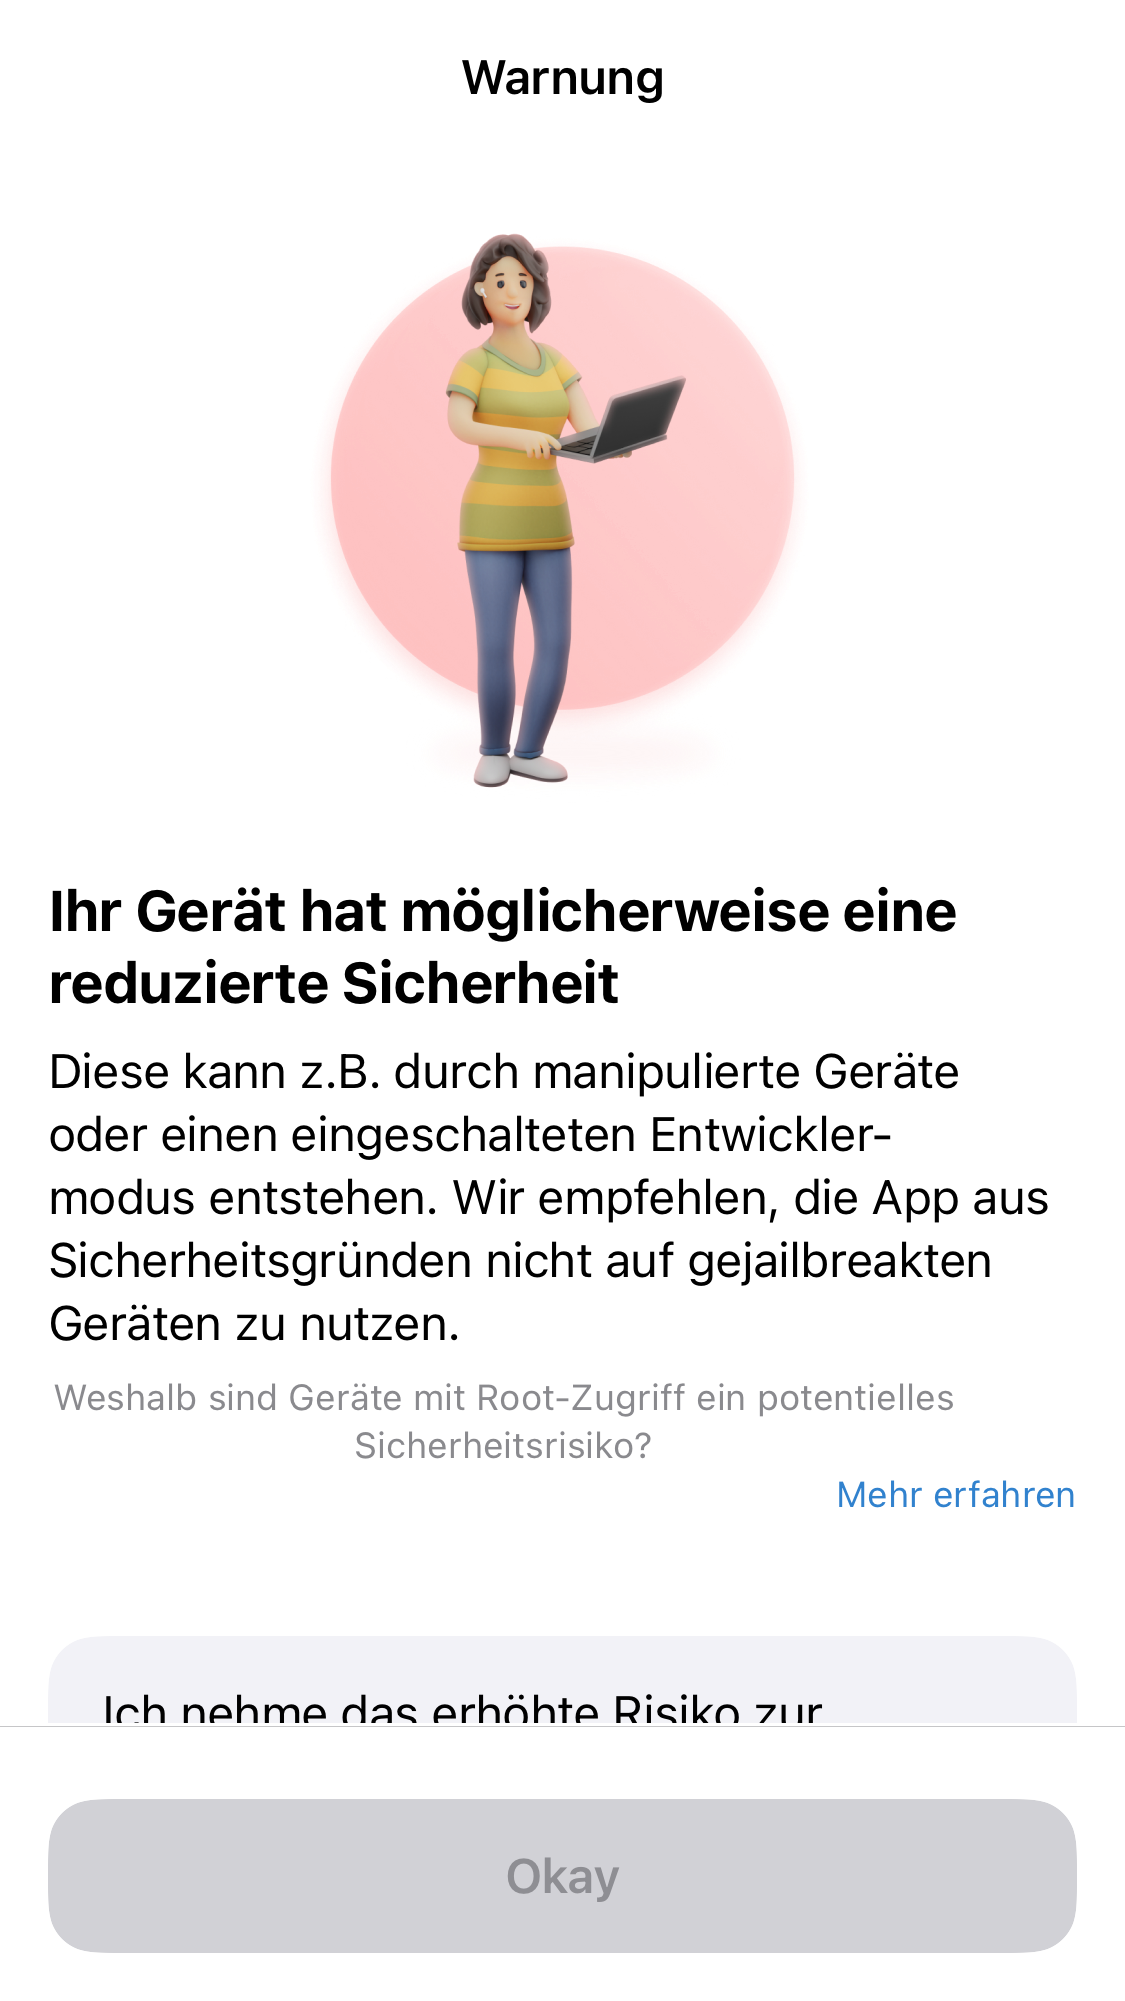 Warnung
Ihr Gerät hat möglicherweise eine
reduzierte Sicherheit
Diese kann z.B. durch manipulierte Geräte
oder einen eingeschalteten Entwickler-
modus entstehen. Wir empfehlen, die App aus
Sicherheitsgründen nicht auf gejailbreakten
Geräten zu nutzen.
Weshalb sind Geräte mit Root-Zugriff ein potentielles
Sicherheitsrisiko?
Mehr erfahren
Ich nehme das erhöhte Risiko zur
Okay